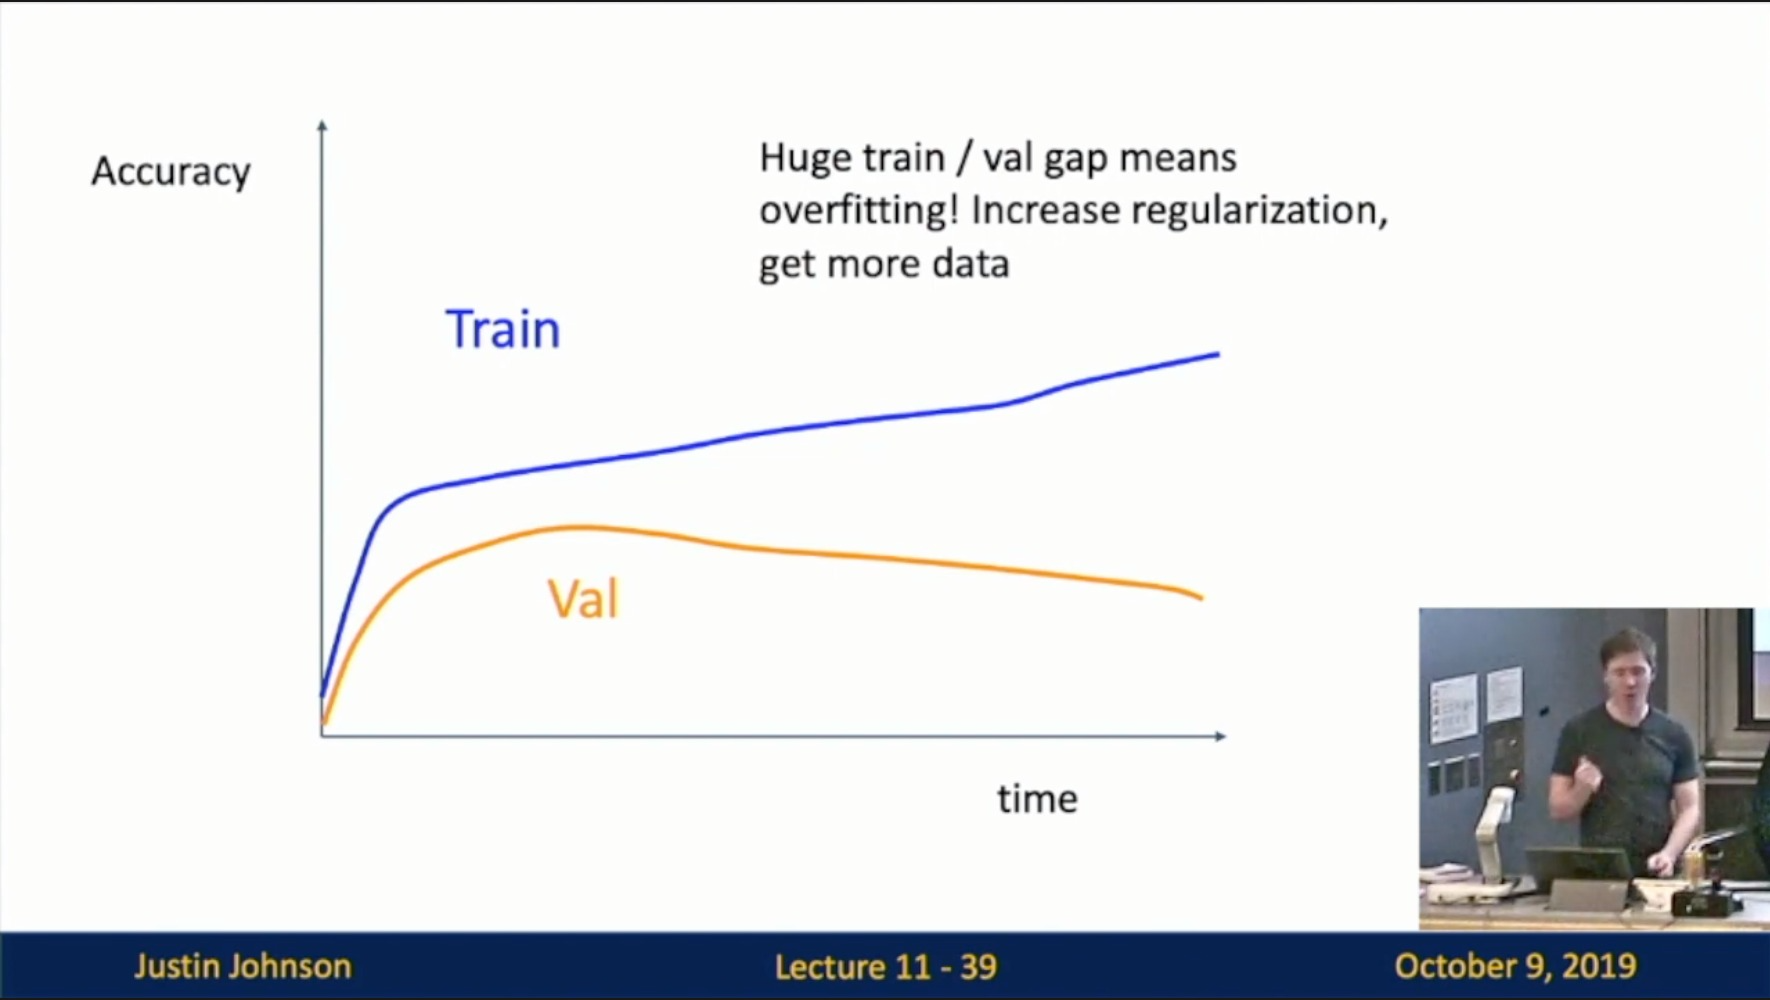 Accuracy
Huge train / val gap means
overfitting! Increase regularization,
get more data
Train
Val
time
Justin Johnson
Lecture 11 - 39
October 9, 2019